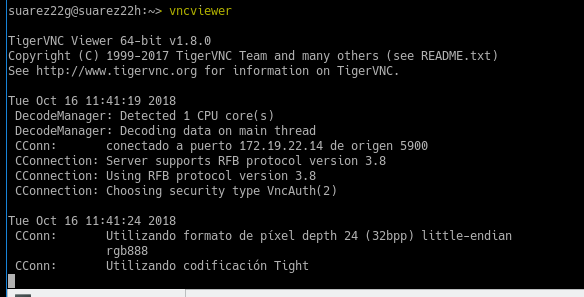 suarez22g@suarez22h:~> vncviewer
TigerVNC Viewer 64-bit v1.8.0
Copyright (C) 1999-2017 TigerVNC Team and many others (see README.txt)
See http://www.tigervnc.org for information on TigerVNC.
Tue Oct 16 11:41:19 2018
DecodeManager: Detected 1 CPU core(s)
DecodeManager: Decoding data on main thread
CConn: conectado a puerto 172.19.22.14 de origen 5900
CConnection: Server supports RFB protocol version 3.8
CConnection: Using RFB protocol version 3.8
CConnection: Choosing security type VncAuth(2)
Tue Oct 16 11:41:24 2018
CConn: Utilizando formato de píxel depth 24 (32bpp) little-endian
rgb888
CConn: Utilizando codificación Tight